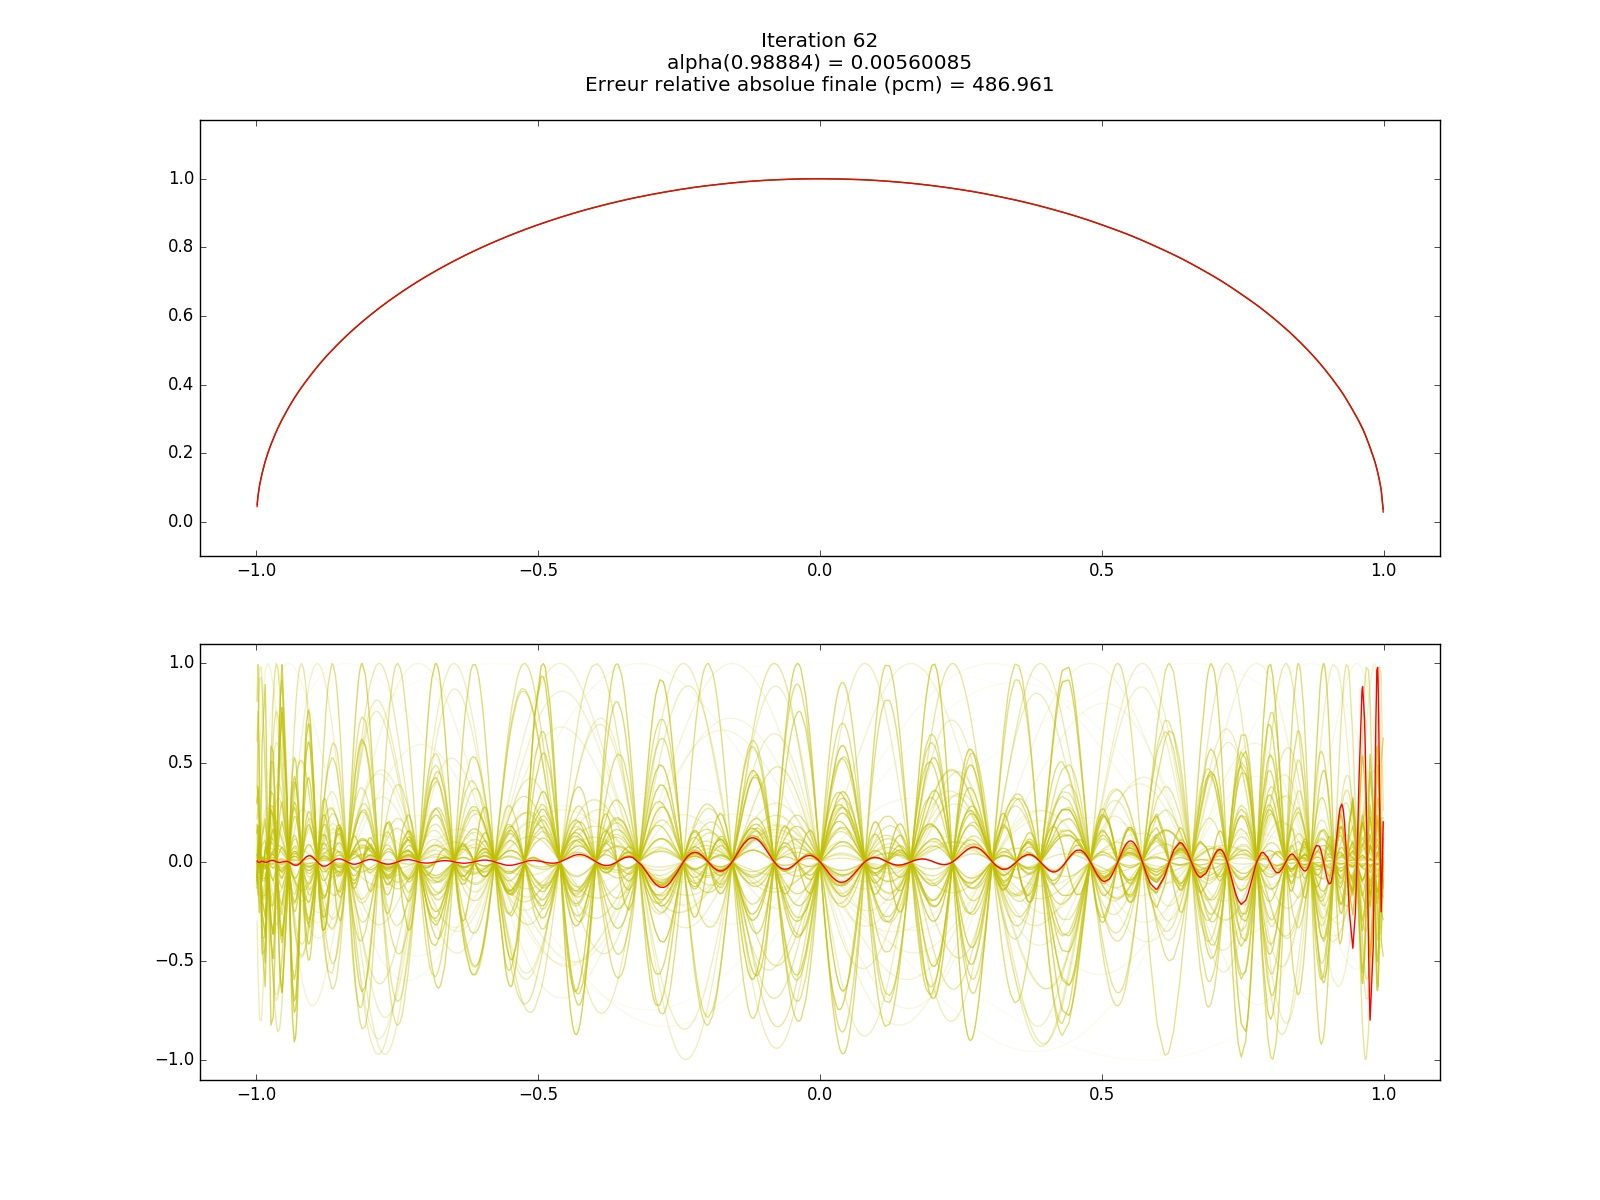 Iteration 62
alpha(0.98884) = 0.00560085
Erreur relative absolue finale (pcm) = 486.961
1.0
0.8
0.6
0.4
0.2
0.0
−1.0 −0.5 0.0 0.5 1.0
1.0
0.5
0.0
−0.5
−1.0
−1.0 −0.5 0.0 0.5 1.0